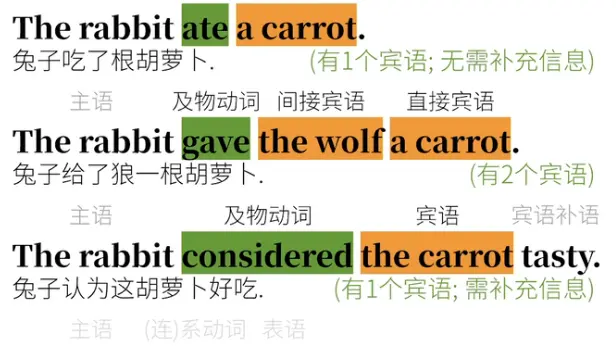 The rabbit ate a carrot.
兔子吃了根胡萝卜. (有1个宾语; 无需补充信息)
主语 及物动词 间接宾语 直接宾语
The rabbit gave the wolf a carrot.
兔子给了狼一根胡萝卜. (有2个宾语)
主语 及物动词 宾语 宾语补语
The rabbit considered the carrot tasty.
兔子认为这胡萝卜好吃. (有1个宾语; 需补充信息)
主语 (连)系动词 表语